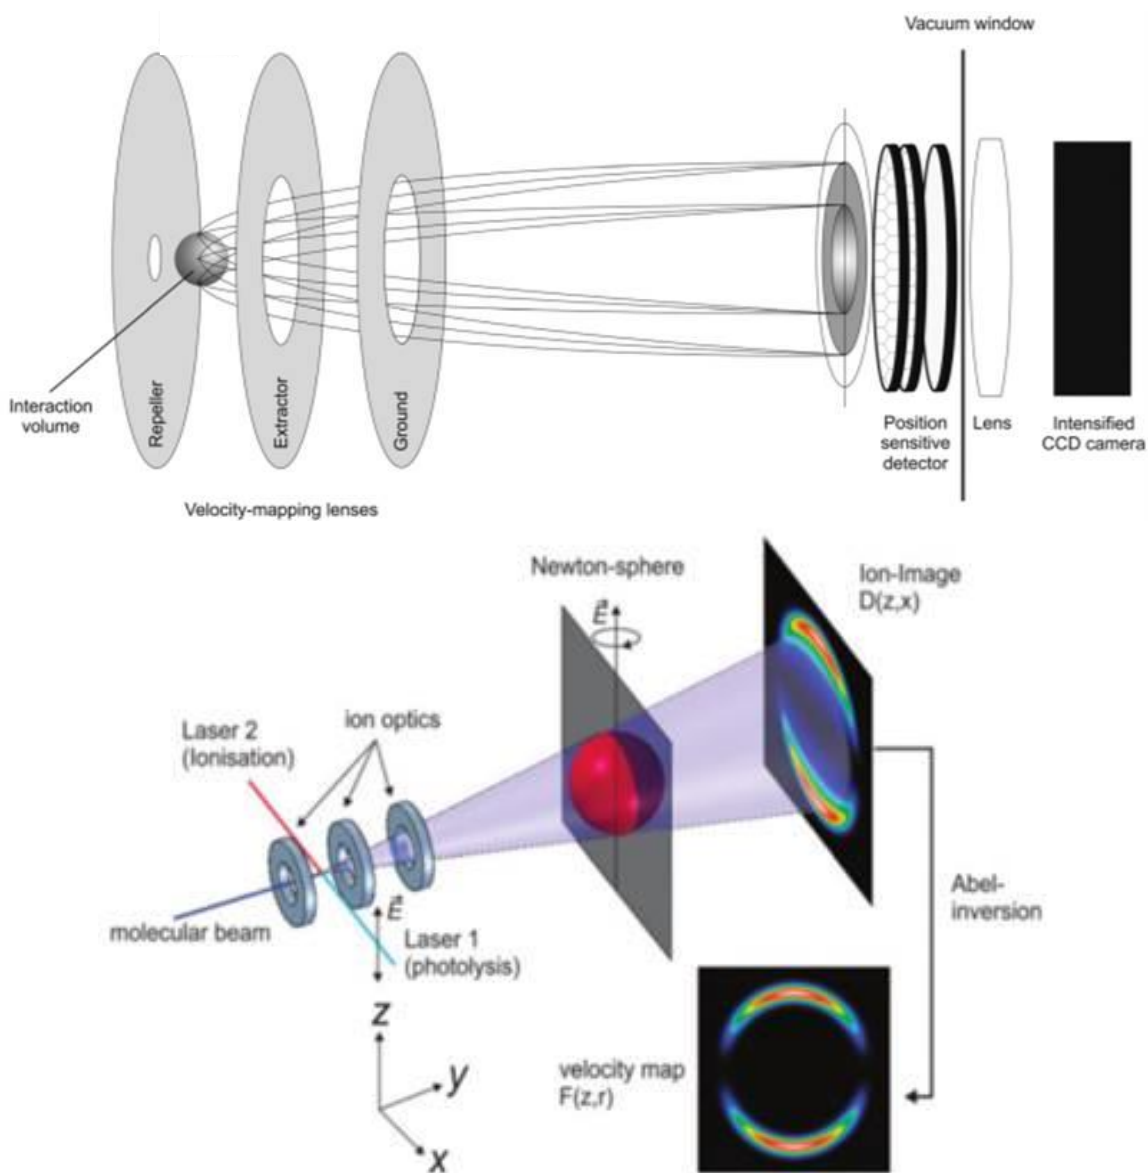 Vacuum window
Interaction
volume
Repeller
Extractor
Ground
Position
sensitive
detector
Lens
Intensified
CCD camera
Velocity-mapping lenses
Newton-sphere
E⃗
Ion-Image
D(z,x)
Laser 2
(Ionisation)
ion optics
molecular beam
E⃗
Laser 1
(photolysis)
Abel-
inversion
z
y
x
velocity map
F(z,r)